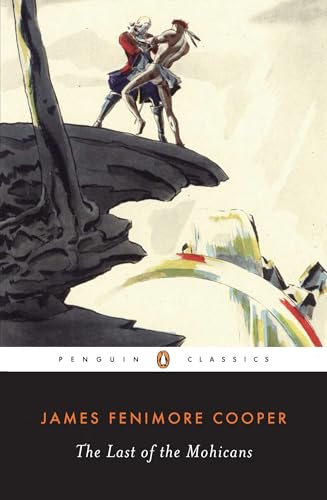 PENGUIN CLASSICS
JAMES FENIMORE COOPER
The Last of the Mohicans